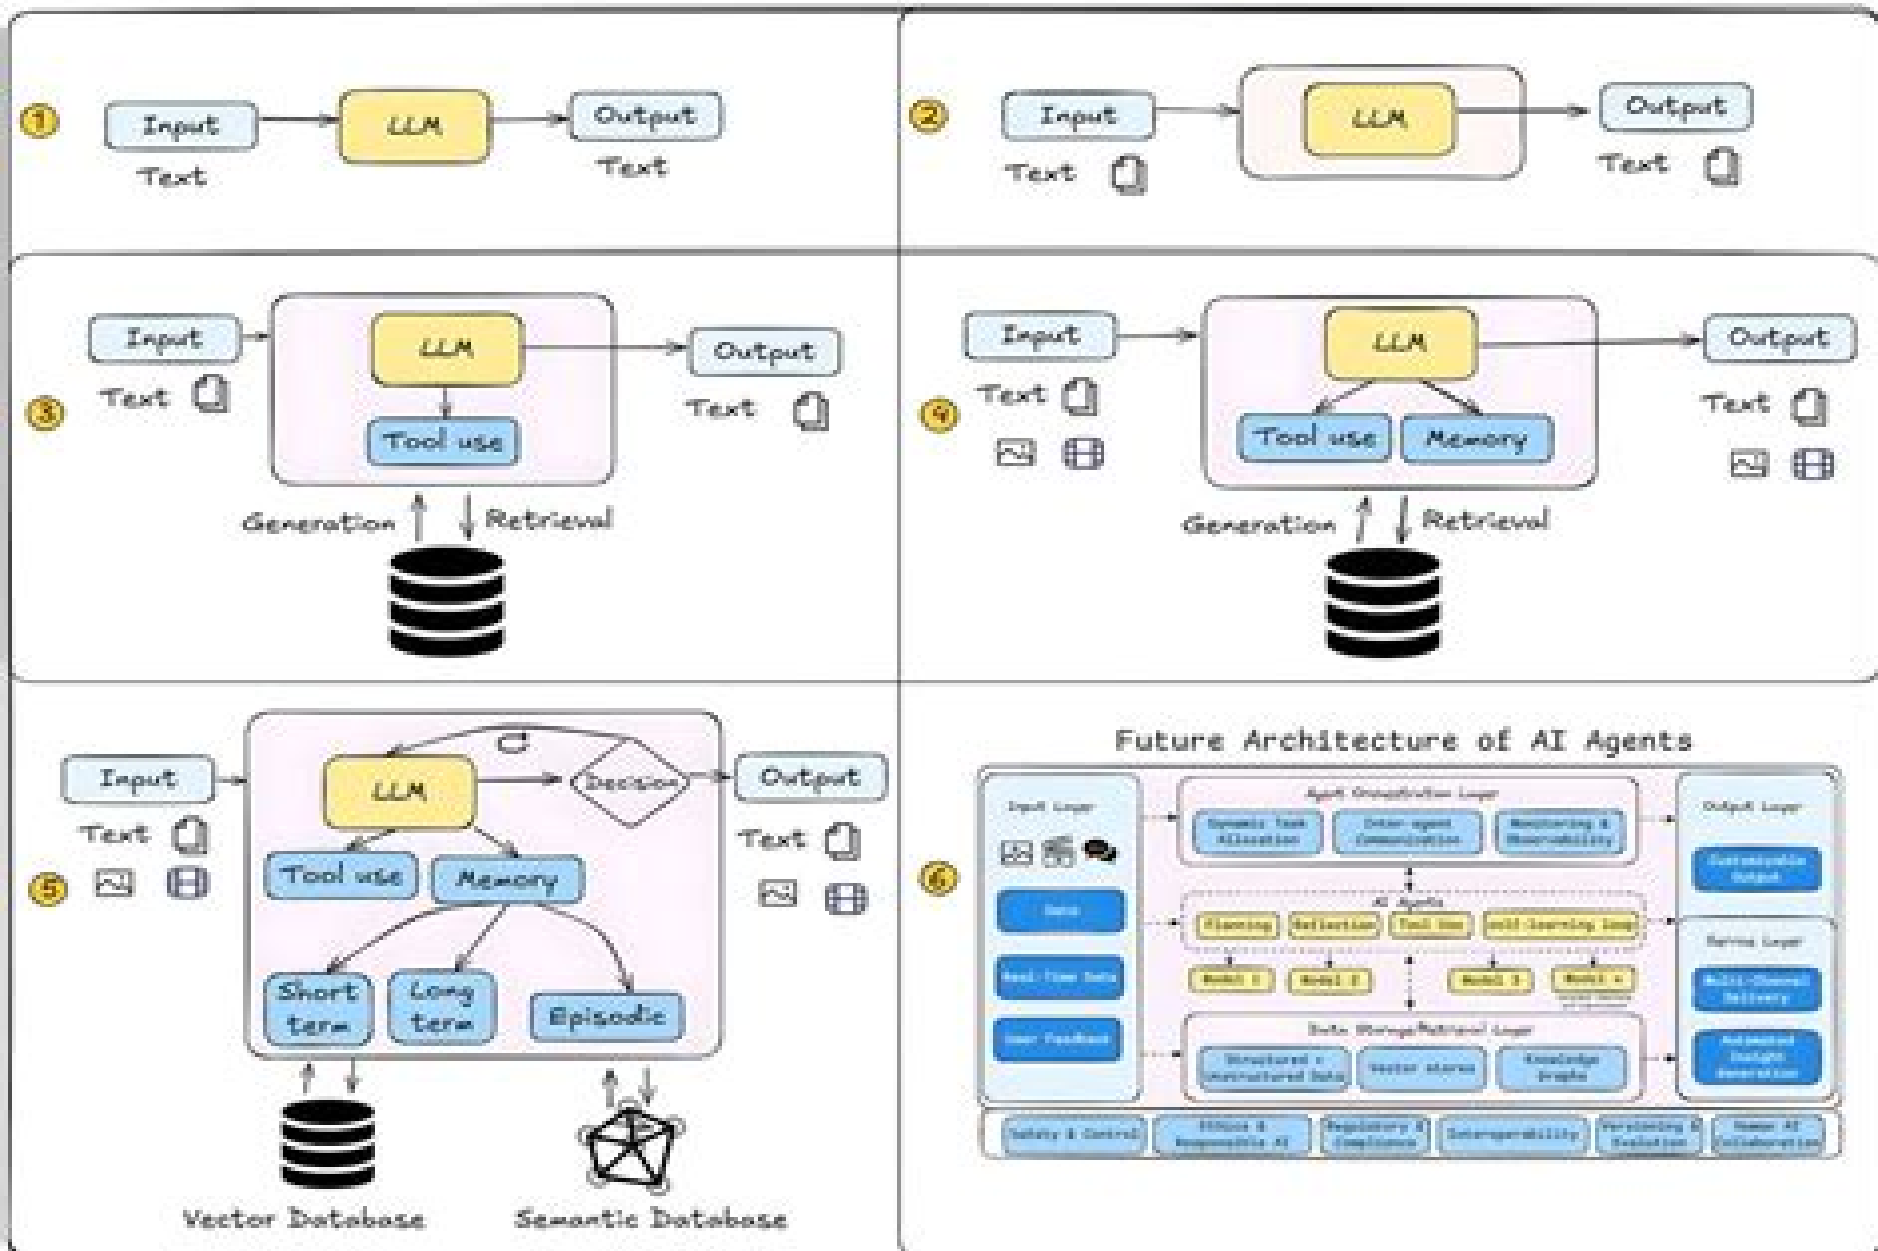 1
Input
LLM
Output
Text
Text
2
Input
LLM
Output
Text
Text
3
Input
LLM
Output
Text
Text
Tool use
Generation
Retrieval
4
Input
LLM
Output
Text
Text
Tool use
Memory
Generation
Retrieval
5
Input
LLM
Decision
Output
Text
Text
Tool use
Memory
Short
term
Long
term
Episodic
Vector Database
Semantic Database
6
Future Architecture of AI Agents
Input Layer
Data
Real-Time Data
User Feedback
Agent Orchestration Layer
Dynamic Task
Allocation
Inter-agent
Communication
Monitoring &
Observability
AI Agents
Planning
Reflection
Tool Use
Self-learning loop
Model 1
Model 2
Model 3
Model 4
Data Storage/Retrieval Layer
Structured +
Unstructured Data
Vector stores
Knowledge
Graphs
Output Layer
Customizable
Output
Layer
Multi-Channel
Delivery
Automated
Insight
Generation
Safety & Control
Ethics &
Responsible AI
Regulatory &
Compliance
Interoperability
Versioning &
Evolution
Human AI
Collaboration